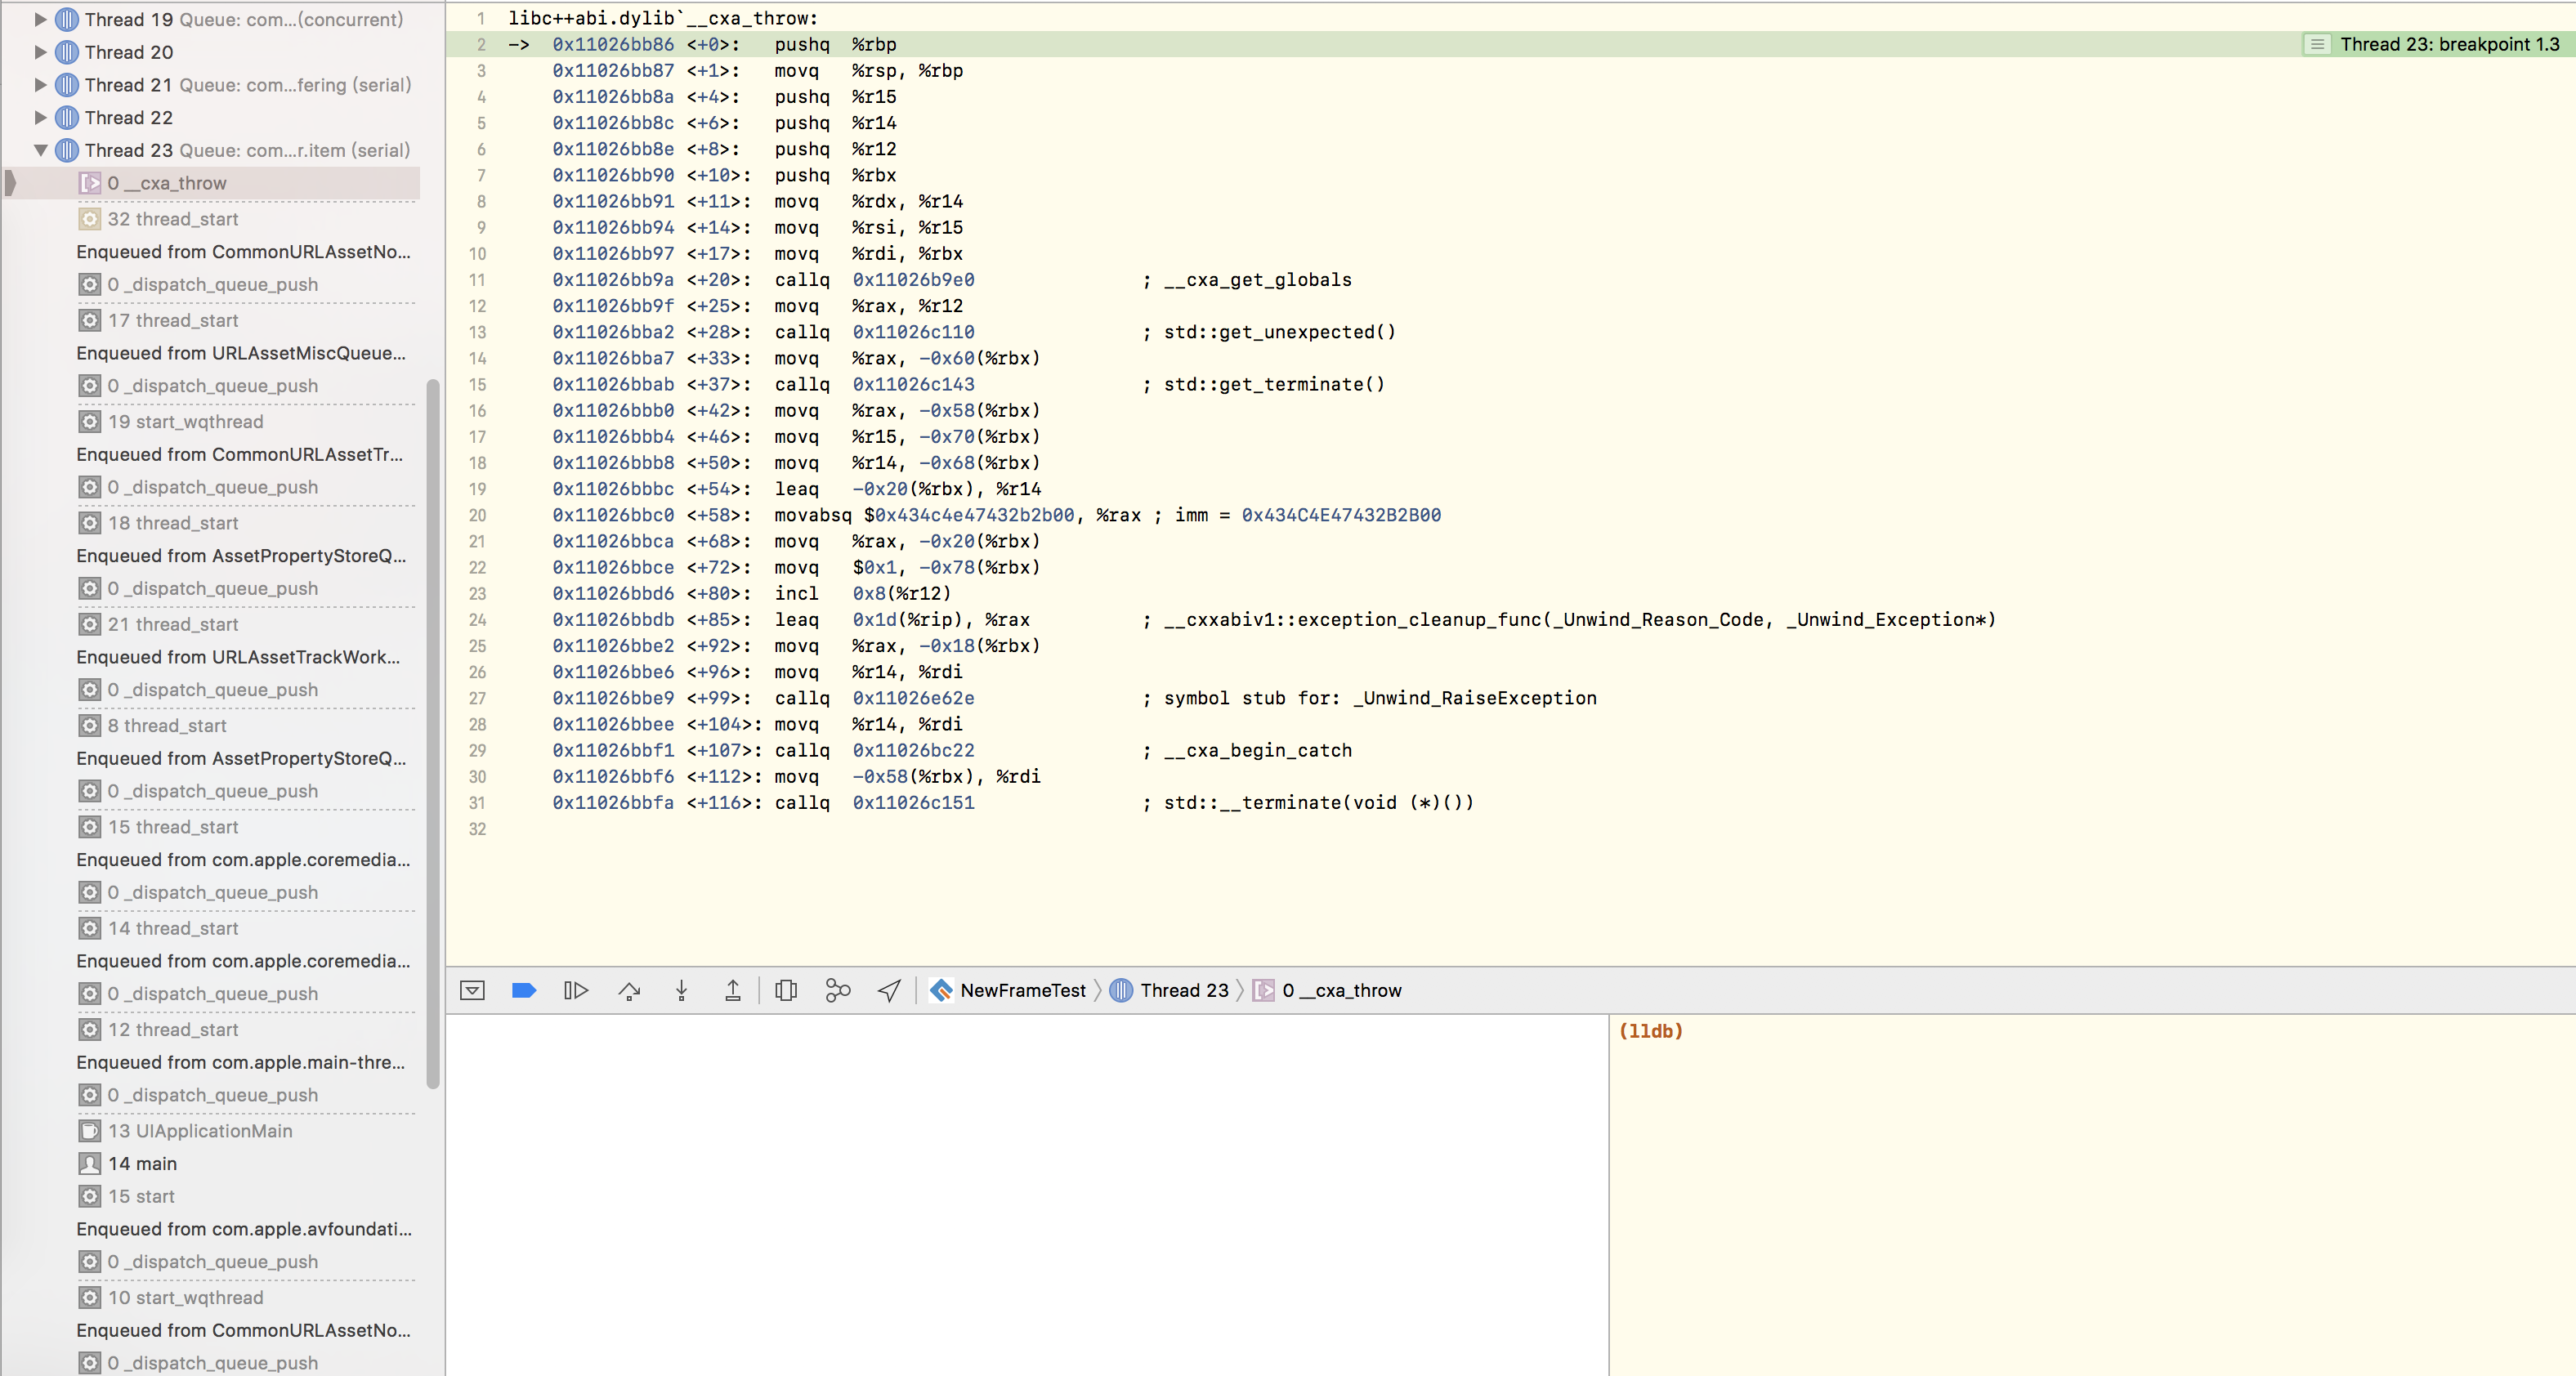 Thread 19 Queue: com...(concurrent)
Thread 20
Thread 21 Queue: com...fering (serial)
Thread 22
Thread 23 Queue: com...r.item (serial)
0 __cxa_throw
32 thread_start
Enqueued from CommonURLAssetNo...
0 _dispatch_queue_push
17 thread_start
Enqueued from URLAssetMiscQueue...
0 _dispatch_queue_push
19 start_wqthread
Enqueued from CommonURLAssetTr...
0 _dispatch_queue_push
18 thread_start
Enqueued from AssetPropertyStoreQ...
0 _dispatch_queue_push
21 thread_start
Enqueued from URLAssetTrackWork...
0 _dispatch_queue_push
8 thread_start
Enqueued from AssetPropertyStoreQ...
0 _dispatch_queue_push
15 thread_start
Enqueued from com.apple.coremedia...
0 _dispatch_queue_push
14 thread_start
Enqueued from com.apple.coremedia...
0 _dispatch_queue_push
12 thread_start
Enqueued from com.apple.main-thre...
0 _dispatch_queue_push
13 UIApplicationMain
14 main
15 start
Enqueued from com.apple.avfoundati...
0 _dispatch_queue_push
10 start_wqthread
Enqueued from CommonURLAssetNo...
0 _dispatch_queue_push
1 libc++abi.dylib`__cxa_throw:
2 -> 0x11026bb86 <+0>: pushq %rbp Thread 23: breakpoint 1.3
3 0x11026bb87 <+1>: movq %rsp, %rbp
4 0x11026bb8a <+4>: pushq %r15
5 0x11026bb8c <+6>: pushq %r14
6 0x11026bb8e <+8>: pushq %r12
7 0x11026bb90 <+10>: pushq %rbx
8 0x11026bb91 <+11>: movq %rdx, %r14
9 0x11026bb94 <+14>: movq %rsi, %r15
10 0x11026bb97 <+17>: movq %rdi, %rbx
11 0x11026bb9a <+20>: callq 0x11026b9e0 ; __cxa_get_globals
12 0x11026bb9f <+25>: movq %rax, %r12
13 0x11026bba2 <+28>: callq 0x11026c110 ; std::get_unexpected()
14 0x11026bba7 <+33>: movq %rax, -0x60(%rbx)
15 0x11026bbab <+37>: callq 0x11026c143 ; std::get_terminate()
16 0x11026bbb0 <+42>: movq %rax, -0x58(%rbx)
17 0x11026bbb4 <+46>: movq %r15, -0x70(%rbx)
18 0x11026bbb8 <+50>: movq %r14, -0x68(%rbx)
19 0x11026bbbc <+54>: leaq -0x20(%rbx), %r14
20 0x11026bbc0 <+58>: movabsq $0x434c4e47432b2b00, %rax ; imm = 0x434C4E47432B2B00
21 0x11026bbca <+68>: movq %rax, -0x20(%rbx)
22 0x11026bbce <+72>: movq $0x1, -0x78(%rbx)
23 0x11026bbd6 <+80>: incl 0x8(%r12)
24 0x11026bbdb <+85>: leaq 0x1d(%rip), %rax ; __cxxabiv1::exception_cleanup_func(_Unwind_Reason_Code, _Unwind_Exception*)
25 0x11026bbe2 <+92>: movq %rax, -0x18(%rbx)
26 0x11026bbe6 <+96>: movq %r14, %rdi
27 0x11026bbe9 <+99>: callq 0x11026e62e ; symbol stub for: _Unwind_RaiseException
28 0x11026bbee <+104>: movq %r14, %rdi
29 0x11026bbf1 <+107>: callq 0x11026bc22 ; __cxa_begin_catch
30 0x11026bbf6 <+112>: movq -0x58(%rbx), %rdi
31 0x11026bbfa <+116>: callq 0x11026c151 ; std::__terminate(void (*)())
32
NewFrameTest Thread 23 0 __cxa_throw
(lldb)